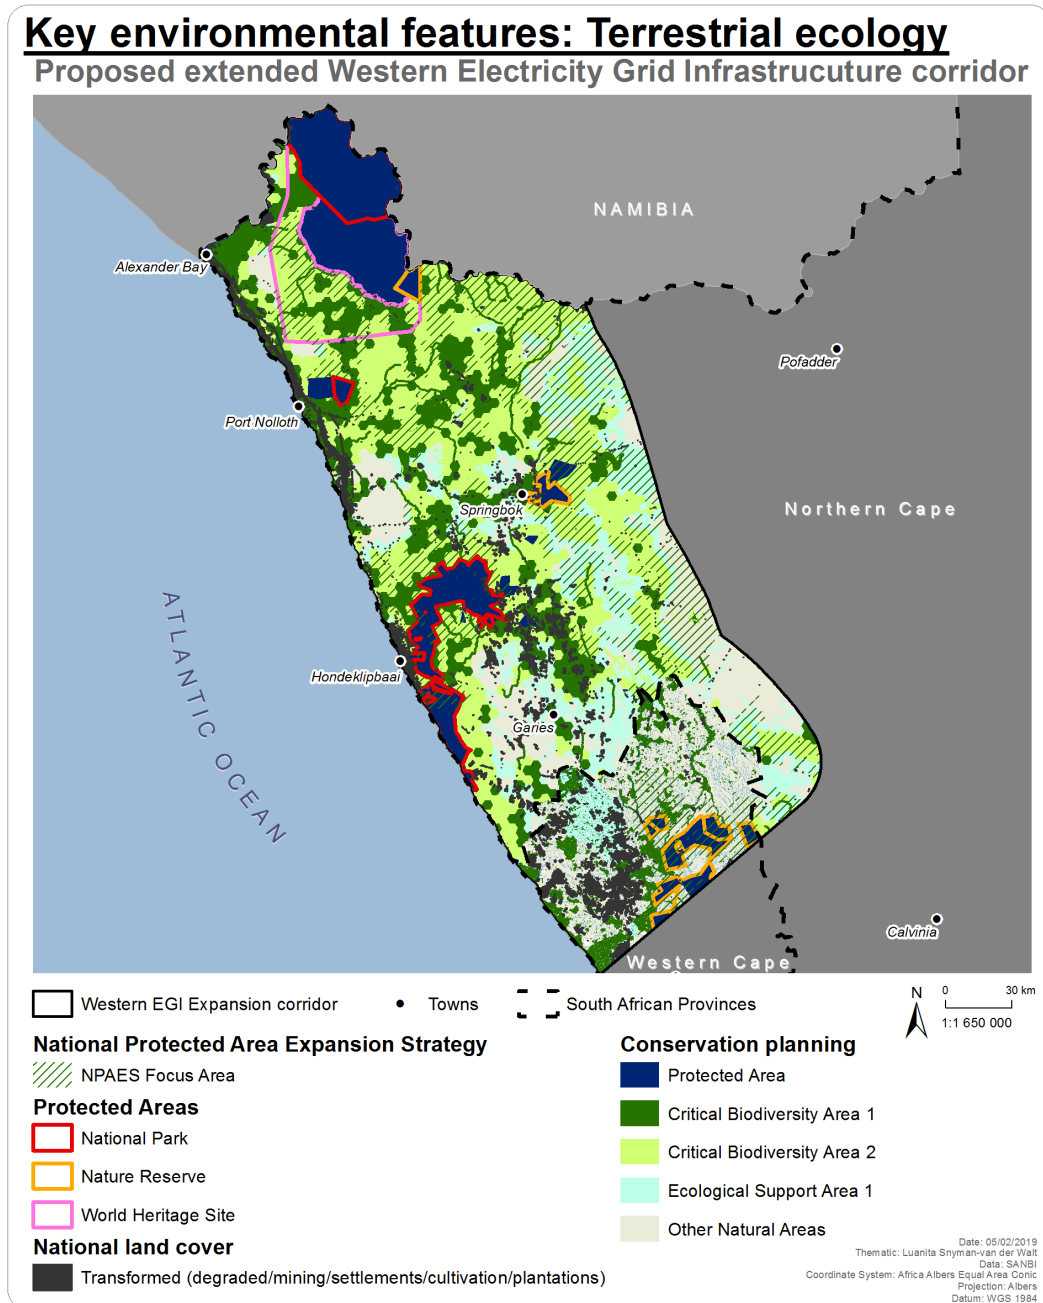 Key environmental features: Terrestrial ecology
Proposed extended Western Electricity Grid Infrastrucuture corridor
NAMIBIA
Alexander Bay
Pofadder
Port Nolloth
Springbok
Northern Cape
ATLANTIC OCEAN
Hondeklipbaai
Garies
Calvinia
Western Cape
Western EGI Expansion corridor
Towns
South African Provinces
N
0 30 km
1:1 650 000
National Protected Area Expansion Strategy
NPAES Focus Area
Protected Areas
National Park
Nature Reserve
World Heritage Site
National land cover
Transformed (degraded/mining/settlements/cultivation/plantations)
Conservation planning
Protected Area
Critical Biodiversity Area 1
Critical Biodiversity Area 2
Ecological Support Area 1
Other Natural Areas
Date: 05/02/2019
Thematic: Luanita Snyman-van der Walt
Data: SANBI
Coordinate System: Africa Albers Equal Area Conic
Projection: Albers
Datum: WGS 1984